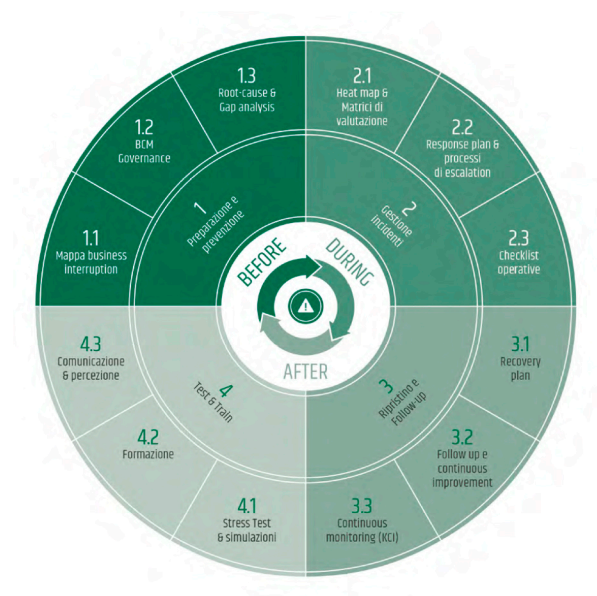 1.3
Root-cause &
Gap analysis
2.1
Heat map &
Matrici di
valutazione
1.2
BCM
Governance
2.2
Response plan &
processi
di escalation
1
Preparazione e
prevenzione
2
Gestione
incidenti
1.1
Mappa business
interruption
2.3
Checklist
operative
BEFORE
DURING
AFTER
4.3
Comunicazione
& percezione
3.1
Recovery
plan
4
Test & Train
3
Ripristino e
Follow-up
4.2
Formazione
3.2
Follow up e
continuous
improvement
4.1
Stress Test
& simulazioni
3.3
Continuous
monitoring (KCI)